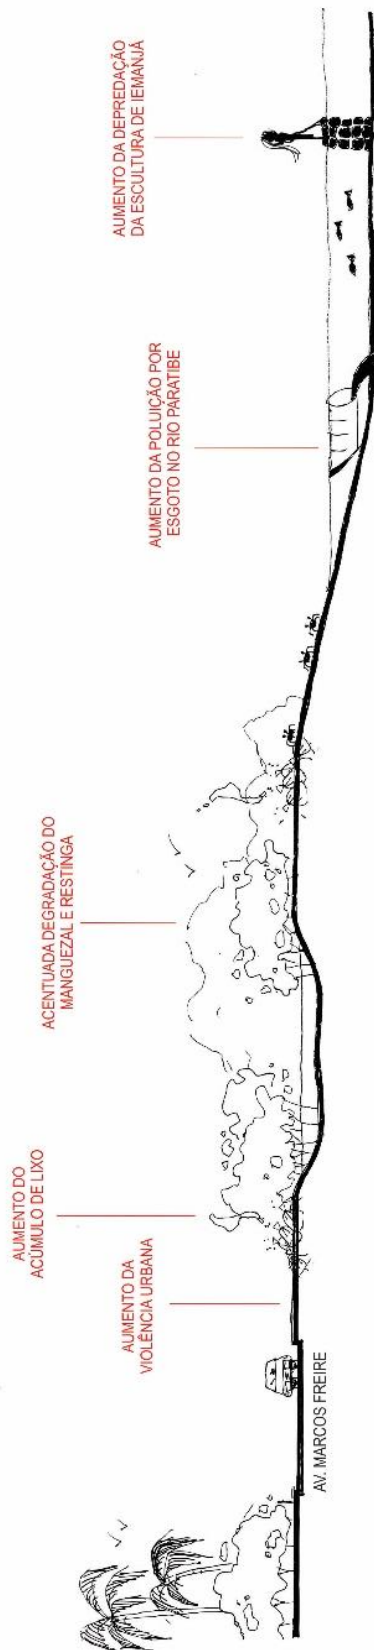 AUMENTO DO
ACÚMULO DE LIXO
AUMENTO DA
VIOLÊNCIA URBANA
AV. MARCOS FREIRE
ACENTUADA DEGRADAÇÃO DO
MANGUEZAL E RESTINGA
AUMENTO DA POLUIÇÃO POR
ESGOTO NO RIO PARATIBE
AUMENTO DA DEPREDAÇÃO
DA ESCULTURA DE IEMANJÁ